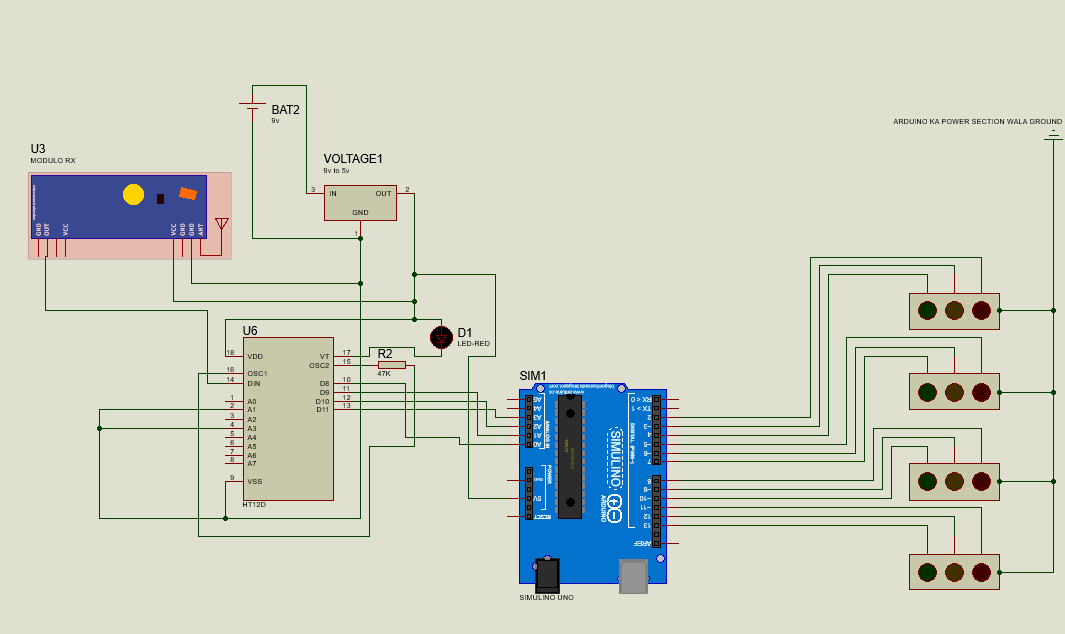 ARDUINO KA POWER SECTION WALA GROUND
BAT2
9v
U3
MODULO RX
VOLTAGE1
9v to 5v
3 IN OUT 2
GND
1
GND
OUT
VCC
VCC
GND
GND
ANT
U6
18 VDD VT 17
16 OSC1 OSC2 15
14 DIN
D8 10
D9 11
D10 12
D11 13
1 A0
2 A1
3 A2
4 A3
5 A4
6 A5
7 A6
8 A7
9 VSS
HT12D
D1
LED-RED
R2
47K
SIM1
A5
A4
A3
A2
A1
A0
ANALOG IN
POWER
GND
5V
RESET
RX < 0
TX > 1
2
~3
4
~5
~6
7
8
~9
~10
~11
12
13
AREF
DIGITAL (PWM~)
SIMULINO
ARDUINO
SIMULINO UNO